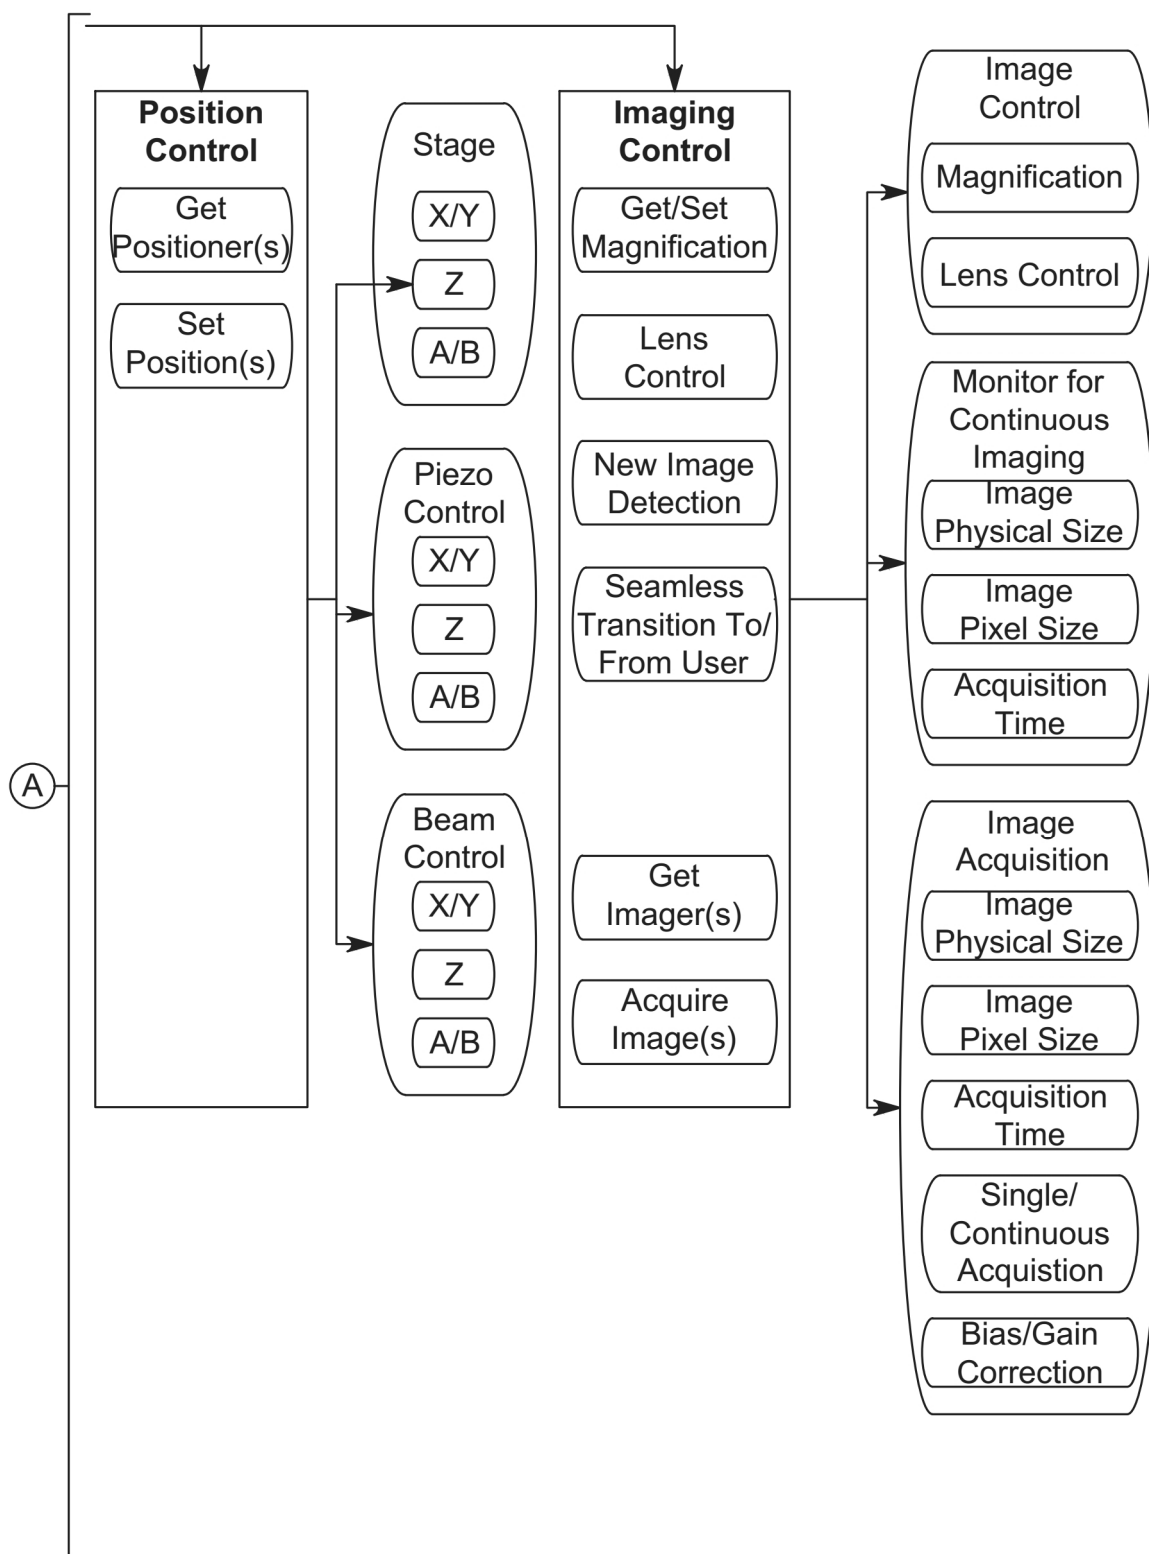 Position
Control
Get
Positioner(s)
Set
Position(s)
Stage
X/Y
Z
A/B
Piezo
Control
X/Y
Z
A/B
Beam
Control
X/Y
Z
A/B
Imaging
Control
Get/Set
Magnification
Lens
Control
New Image
Detection
Seamless
Transition To/
From User
Get
Imager(s)
Acquire
Image(s)
Image
Control
Magnification
Lens Control
Monitor for
Continuous
Imaging
Image
Physical Size
Image
Pixel Size
Acquisition
Time
Image
Acquisition
Image
Physical Size
Image
Pixel Size
Acquisition
Time
Single/
Continuous
Acquistion
Bias/Gain
Correction
A